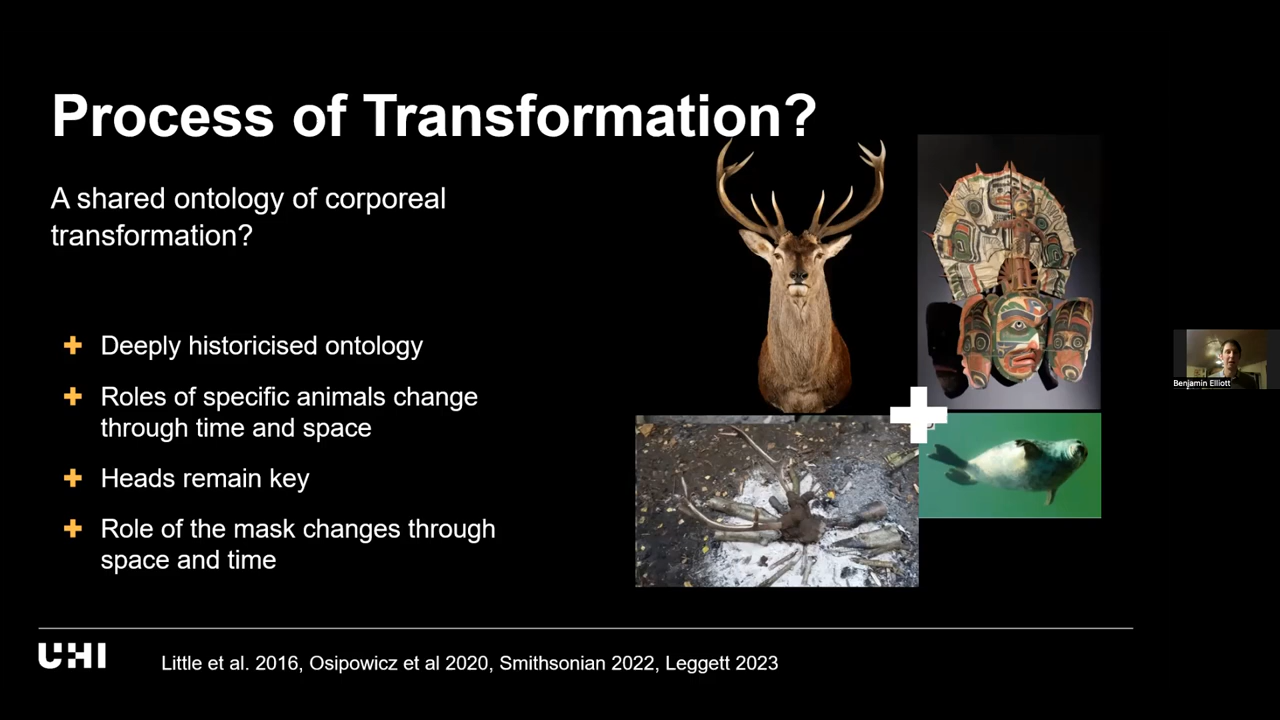 Process of Transformation?
A shared ontology of corporeal
transformation?
Deeply historicised ontology
Roles of specific animals change
through time and space
Heads remain key
Role of the mask changes through
space and time
Benjamin Elliott
UHI
Little et al. 2016, Osipowicz et al 2020, Smithsonian 2022, Leggett 2023